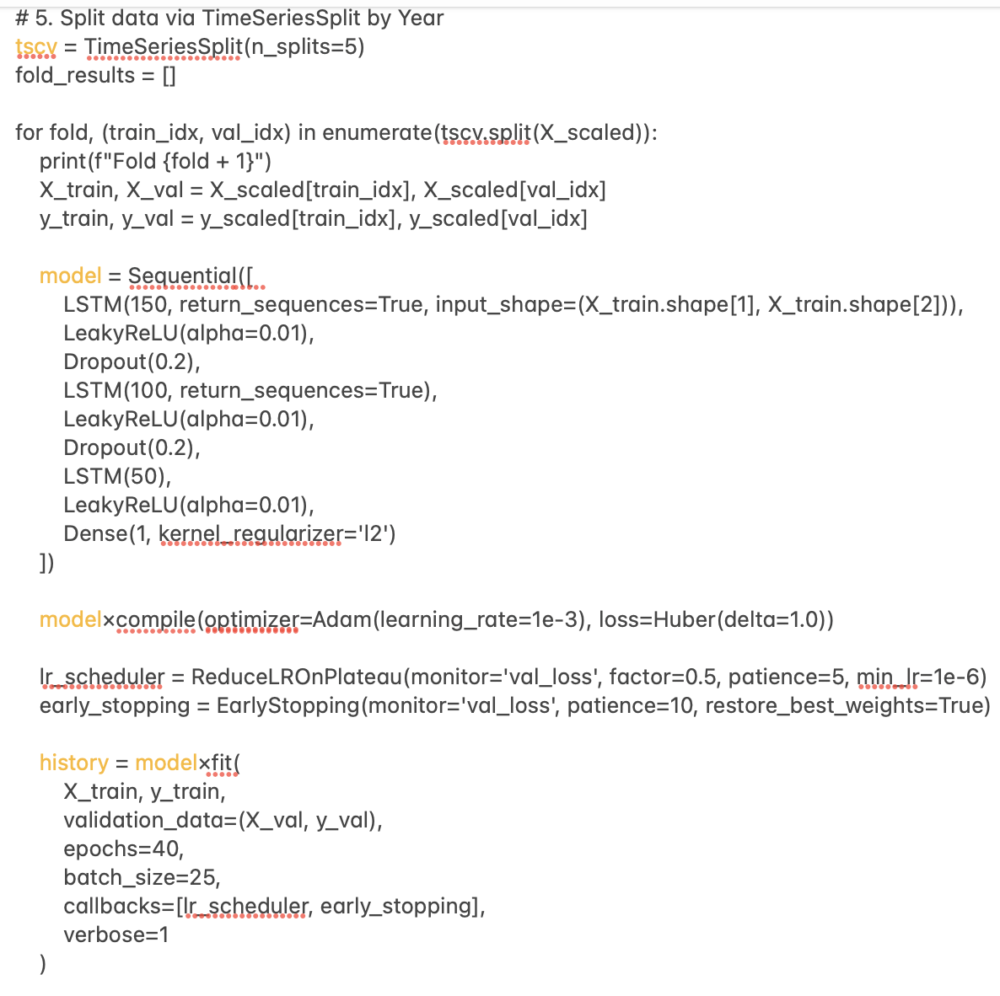 # 5. Split data via TimeSeriesSplit by Year
tscv = TimeSeriesSplit(n_splits=5)
fold_results = []
for fold, (train_idx, val_idx) in enumerate(tscv.split(X_scaled)):
print(f"Fold {fold + 1}")
X_train, X_val = X_scaled[train_idx], X_scaled[val_idx]
y_train, y_val = y_scaled[train_idx], y_scaled[val_idx]
model = Sequential([
LSTM(150, return_sequences=True, input_shape=(X_train.shape[1], X_train.shape[2])),
LeakyReLU(alpha=0.01),
Dropout(0.2),
LSTM(100, return_sequences=True),
LeakyReLU(alpha=0.01),
Dropout(0.2),
LSTM(50),
LeakyReLU(alpha=0.01),
Dense(1, kernel_regularizer='l2')
])
model×compile(optimizer=Adam(learning_rate=1e-3), loss=Huber(delta=1.0))
lr_scheduler = ReduceLROnPlateau(monitor='val_loss', factor=0.5, patience=5, min_lr=1e-6)
early_stopping = EarlyStopping(monitor='val_loss', patience=10, restore_best_weights=True)
history = model×fit(
X_train, y_train,
validation_data=(X_val, y_val),
epochs=40,
batch_size=25,
callbacks=[lr_scheduler, early_stopping],
verbose=1
)